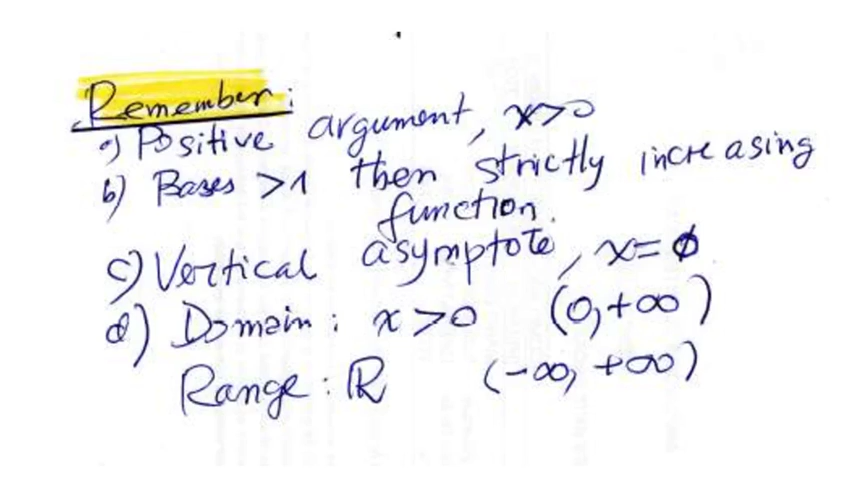 Remember:
a) Positive argument, x>0
b) Bases >1 then strictly increasing
function.
c) Vertical asymptote, x=0
d) Domain: x>0 (0,+∞)
Range: ℝ (-∞, +∞)